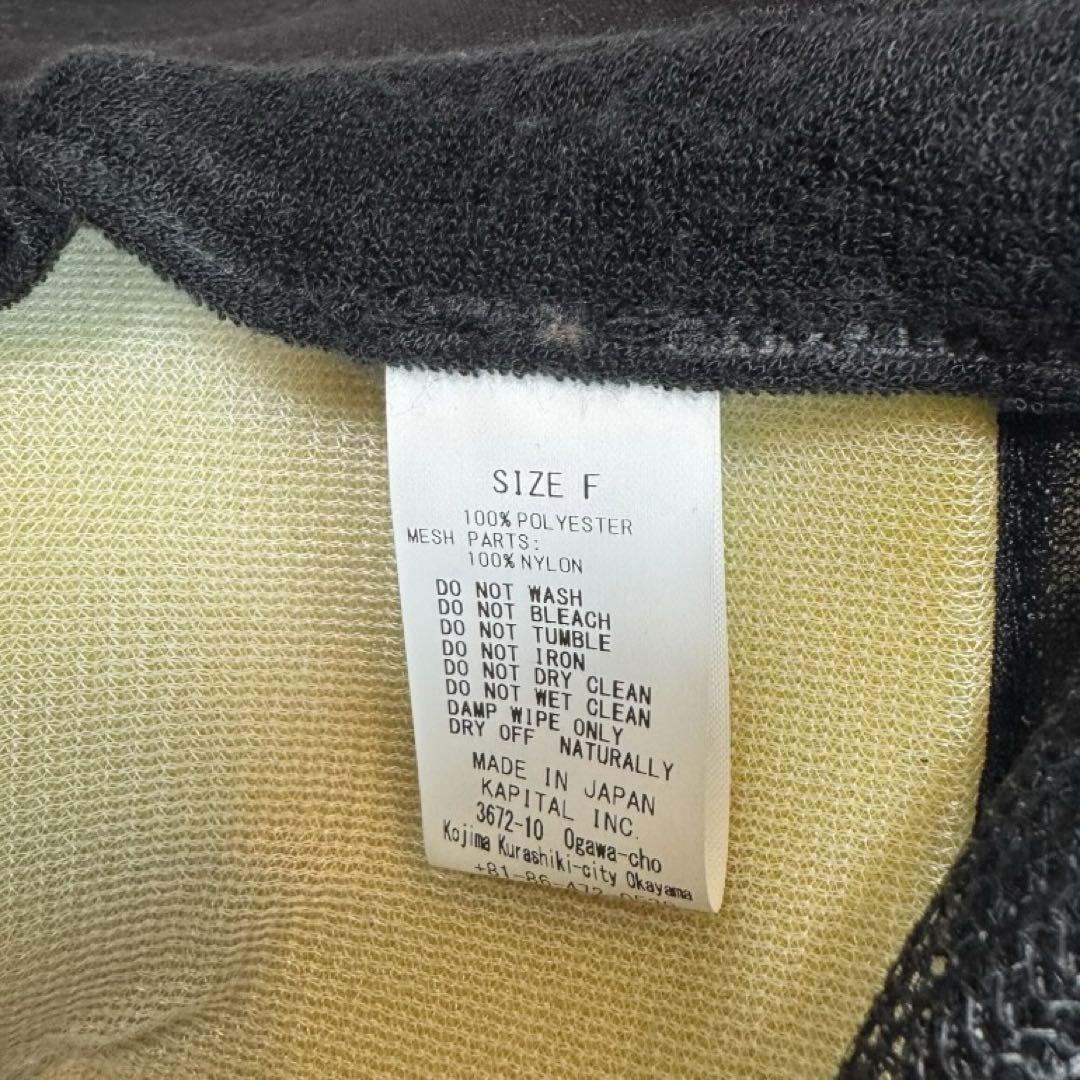 SIZE F
100% POLYESTER
MESH PARTS:
100% NYLON
DO NOT WASH
DO NOT BLEACH
DO NOT TUMBLE
DO NOT IRON
DO NOT DRY CLEAN
DO NOT WET CLEAN
DAMP WIPE ONLY
DRY OFF NATURALLY
MADE IN JAPAN
KAPITAL INC.
3672-10 Ogawa-cho
Kojima Kurashiki-city Okayama